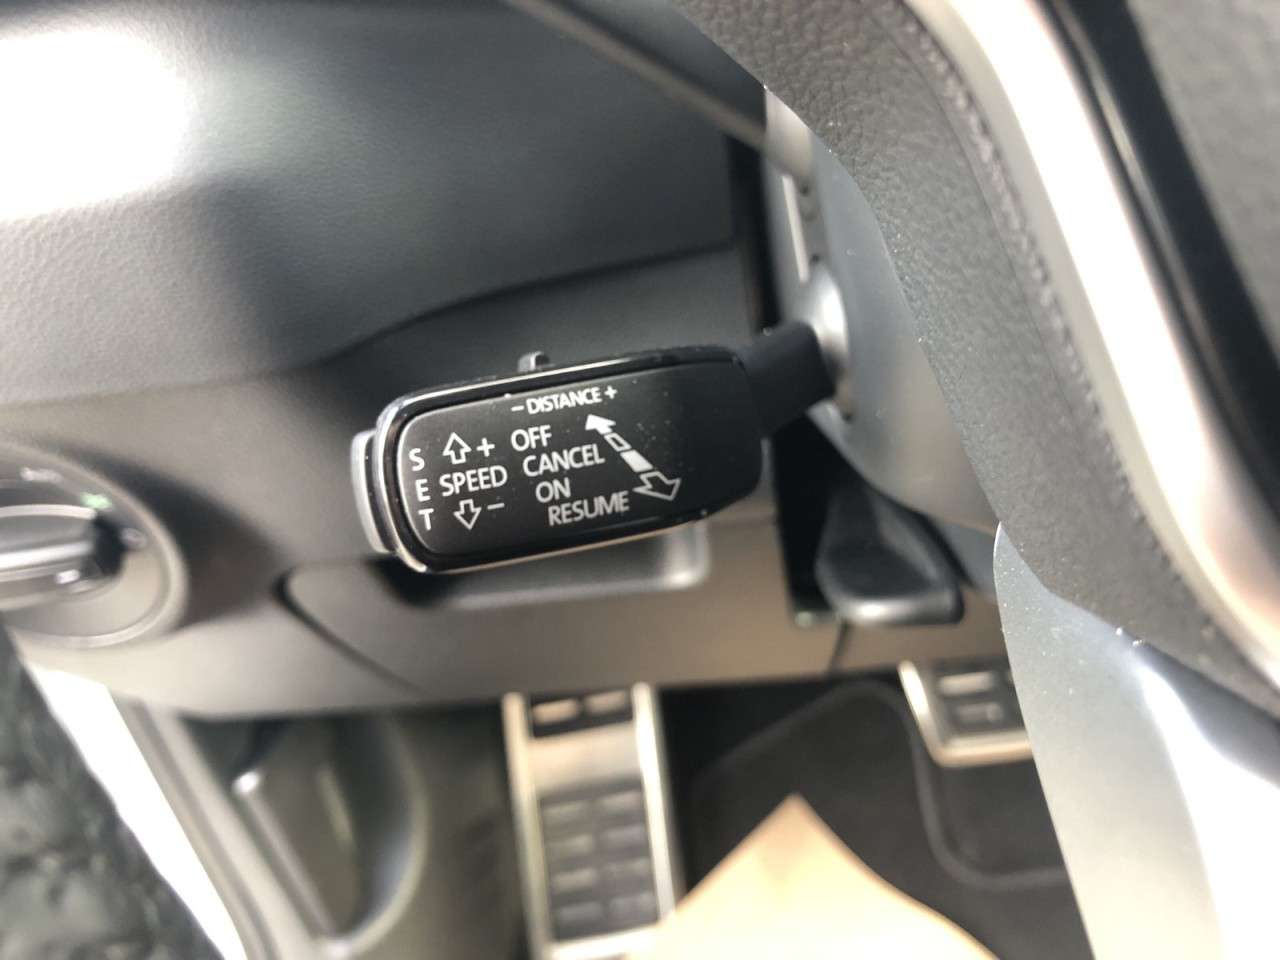 − DISTANCE +
S + OFF
E SPEED CANCEL
T − ON
RESUME